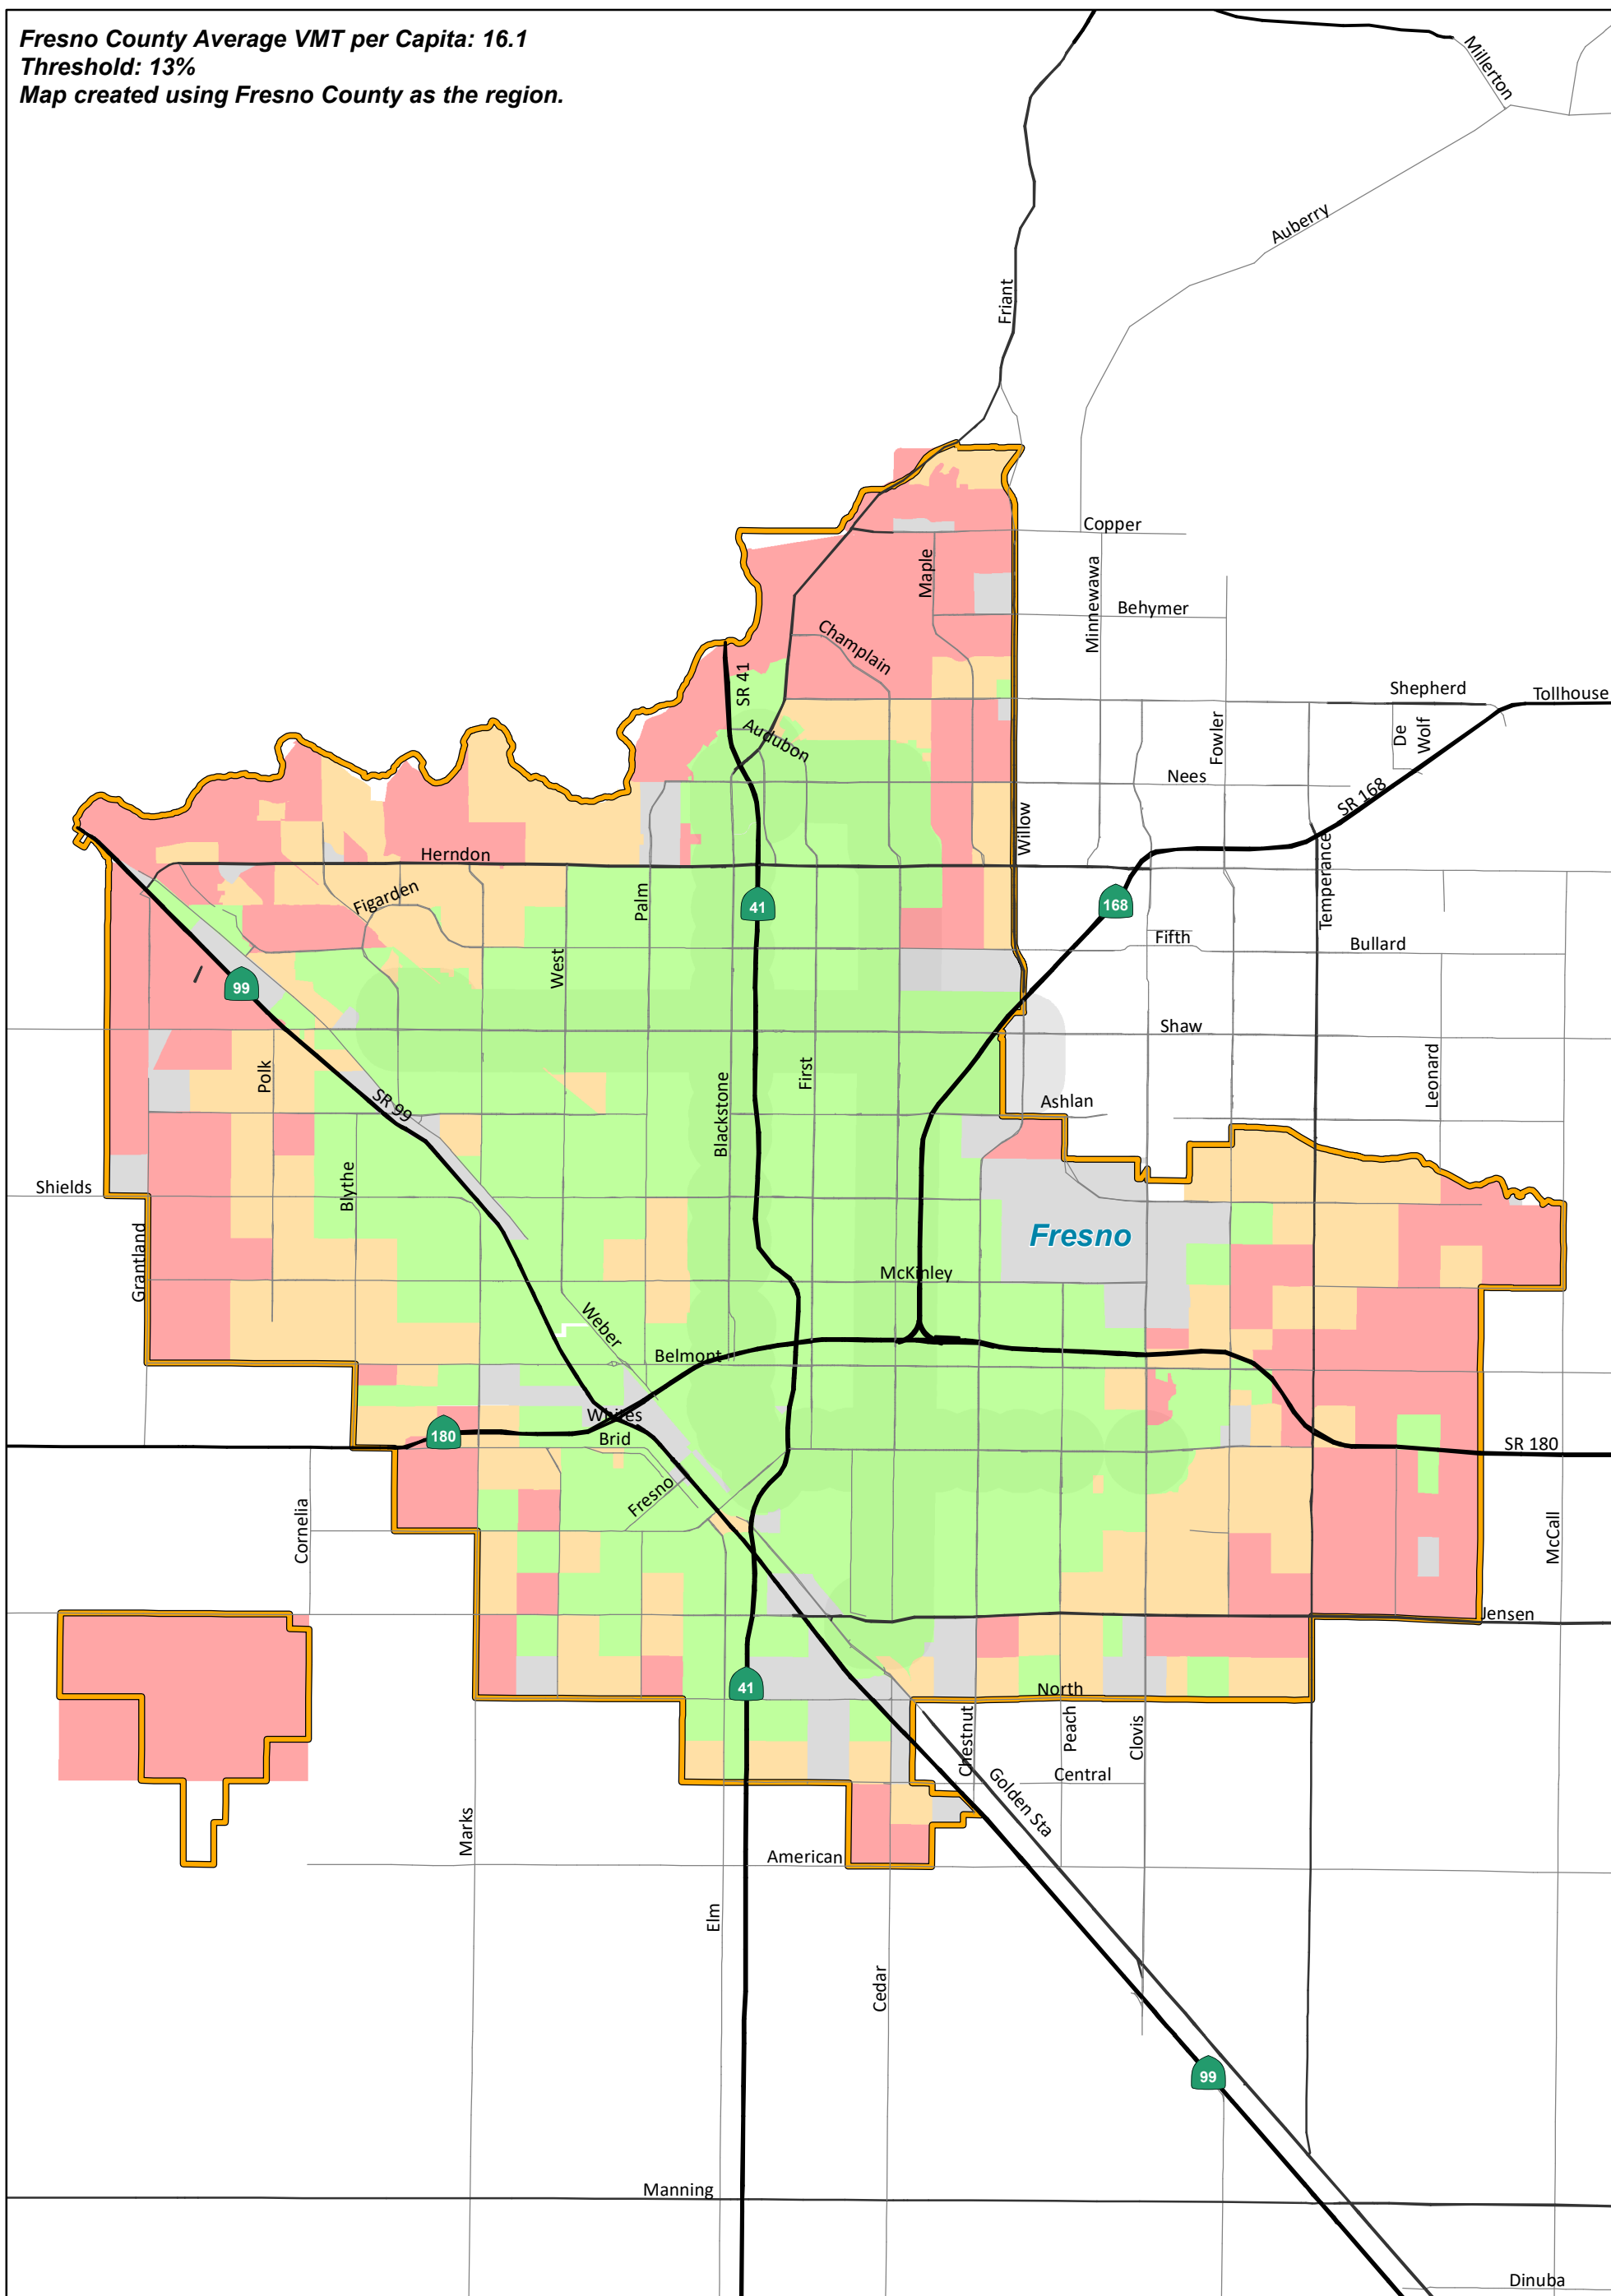 Fresno County Average VMT per Capita: 16.1
Threshold: 13%
Map created using Fresno County as the region.
Millerton
Auberry
Friant
Copper
Maple
Minnewawa
Behymer
Champlain
SR 41
Shepherd
Tollhouse
De
Wolf
Fowler
Audubon
Nees
SR 168
Willow
Temperance
Herndon
Figarden
Palm
41
168
Fifth
Bullard
West
99
Shaw
Polk
First
Blackstone
Leonard
SR 99
Ashlan
Blythe
Shields
Grantland
Fresno
McKinley
Weber
Belmont
Whites
Brid
180
SR 180
Fresno
Cornelia
McCall
Jensen
41
North
Chestnut
Peach
Clovis
Central
Golden Sta
Marks
American
Elm
Cedar
99
Manning
Dinuba